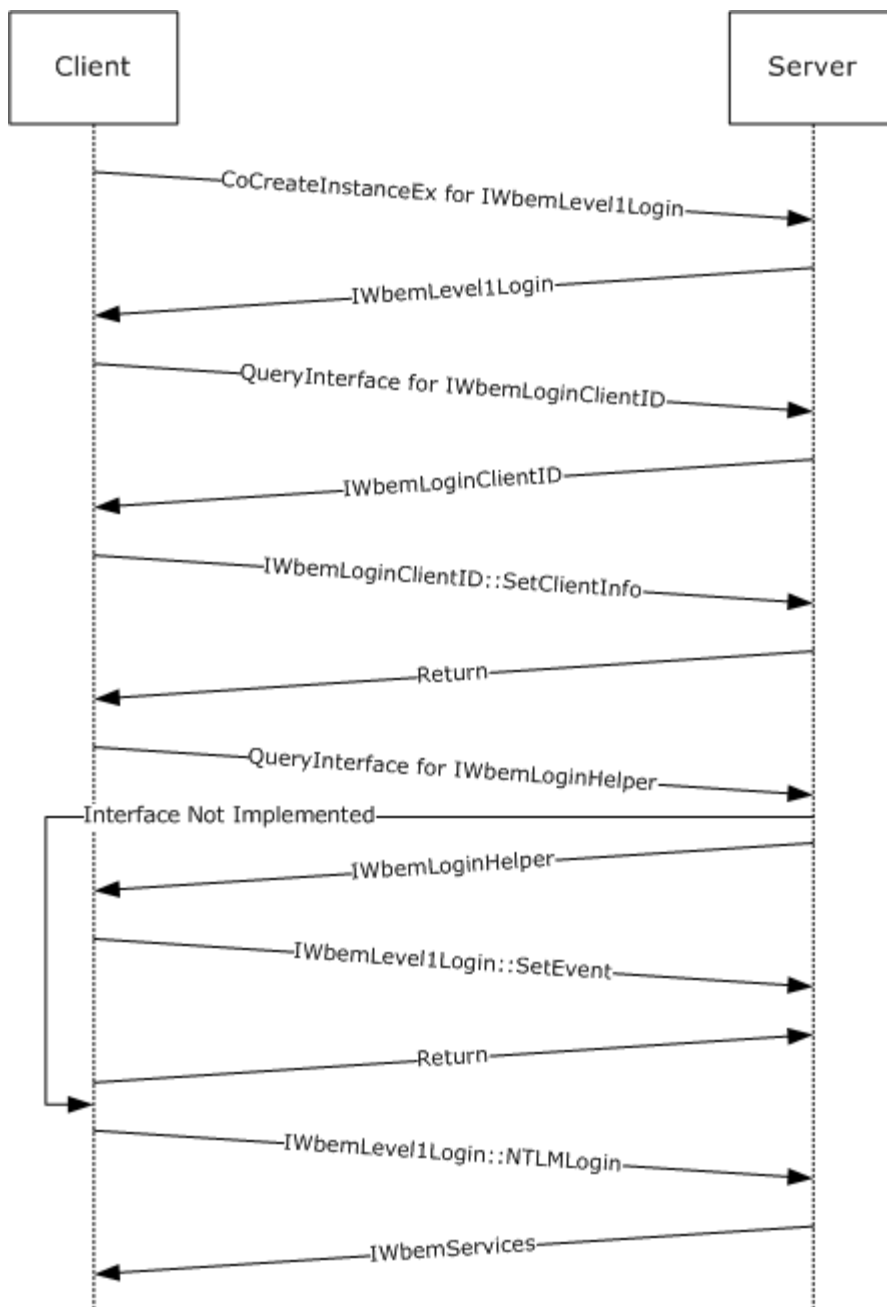 Client
Server
CoCreateInstanceEx for IWbemLevel1Login
IWbemLevel1Login
QueryInterface for IWbemLoginClientID
IWbemLoginClientID
IWbemLoginClientID::SetClientInfo
Return
QueryInterface for IWbemLoginHelper
Interface Not Implemented
IWbemLoginHelper
IWbemLevel1Login::SetEvent
Return
IWbemLevel1Login::NTLMLogin
IWbemServices